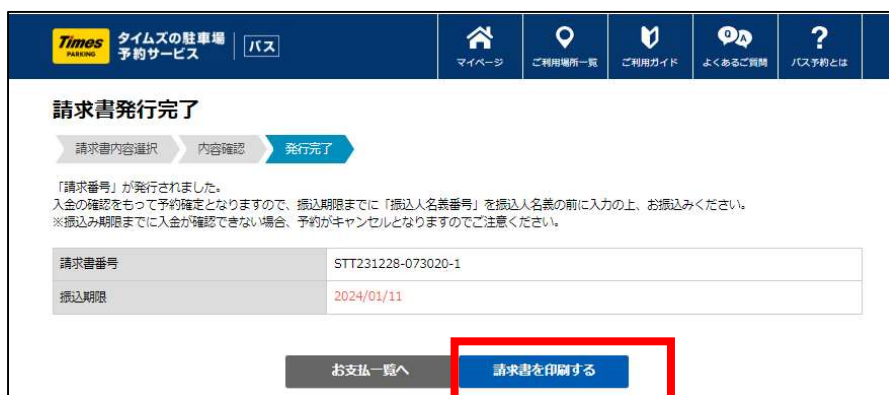 Times PARKING タイムズの駐車場 予約サービス バス
マイページ
ご利用場所一覧
ご利用ガイド
よくあるご質問
バス予約とは
請求書発行完了
請求書内容選択 内容確認 発行完了
「請求番号」が発行されました。
入金の確認をもって予約確定となりますので、振込期限までに「振込人名義番号」を振込人名義の前に入力の上、お振込みください。
※振込み期限までに入金が確認できない場合、予約がキャンセルとなりますのでご注意ください。
請求書番号 STT231228-073020-1
振込期限 2024/01/11
お支払一覧へ 請求書を印刷する